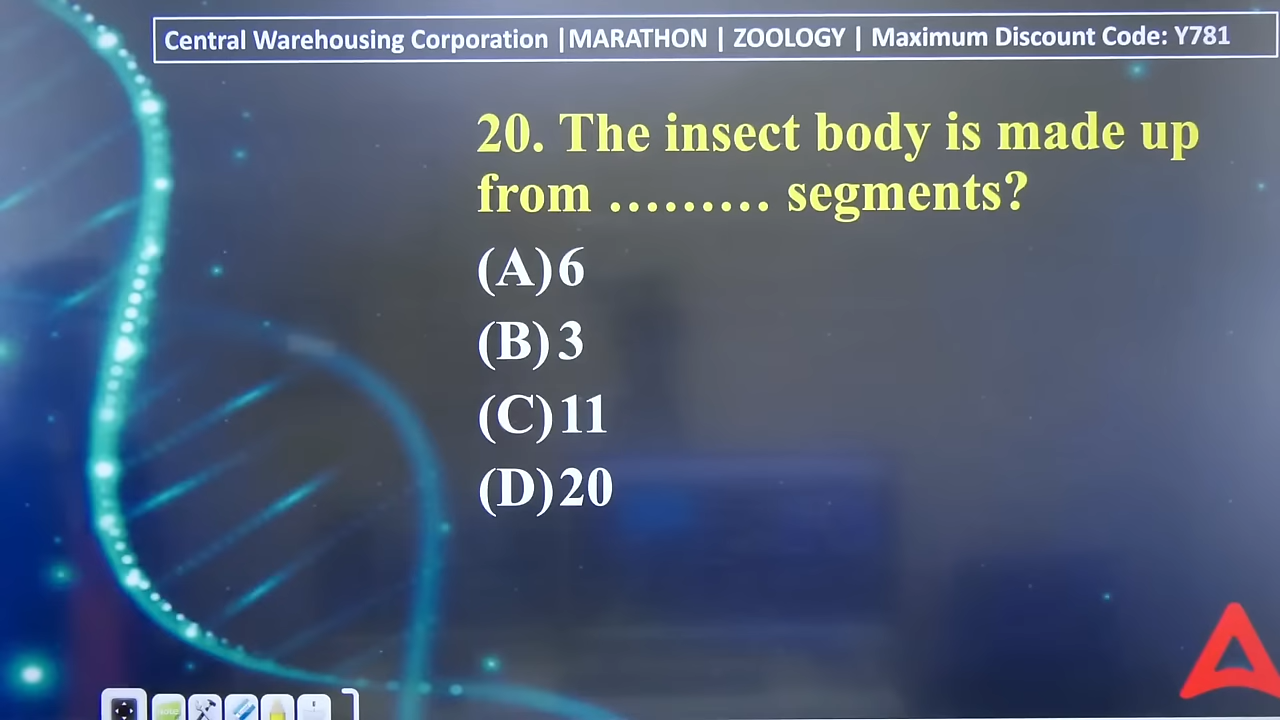 Central Warehousing Corporation |MARATHON | ZOOLOGY | Maximum Discount Code: Y781
20. The insect body is made up
from ......... segments?
(A)6
(B)3
(C)11
(D)20